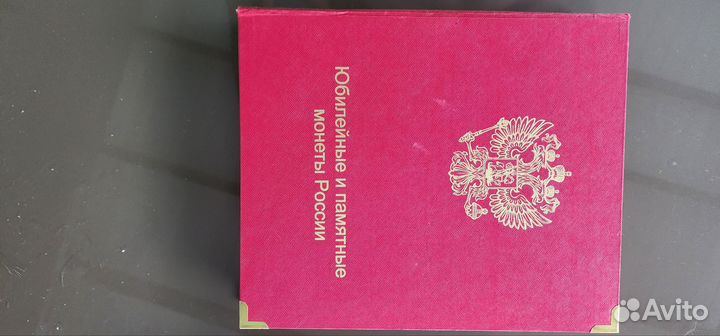 Юбилейные и памятные
монеты России
Avito